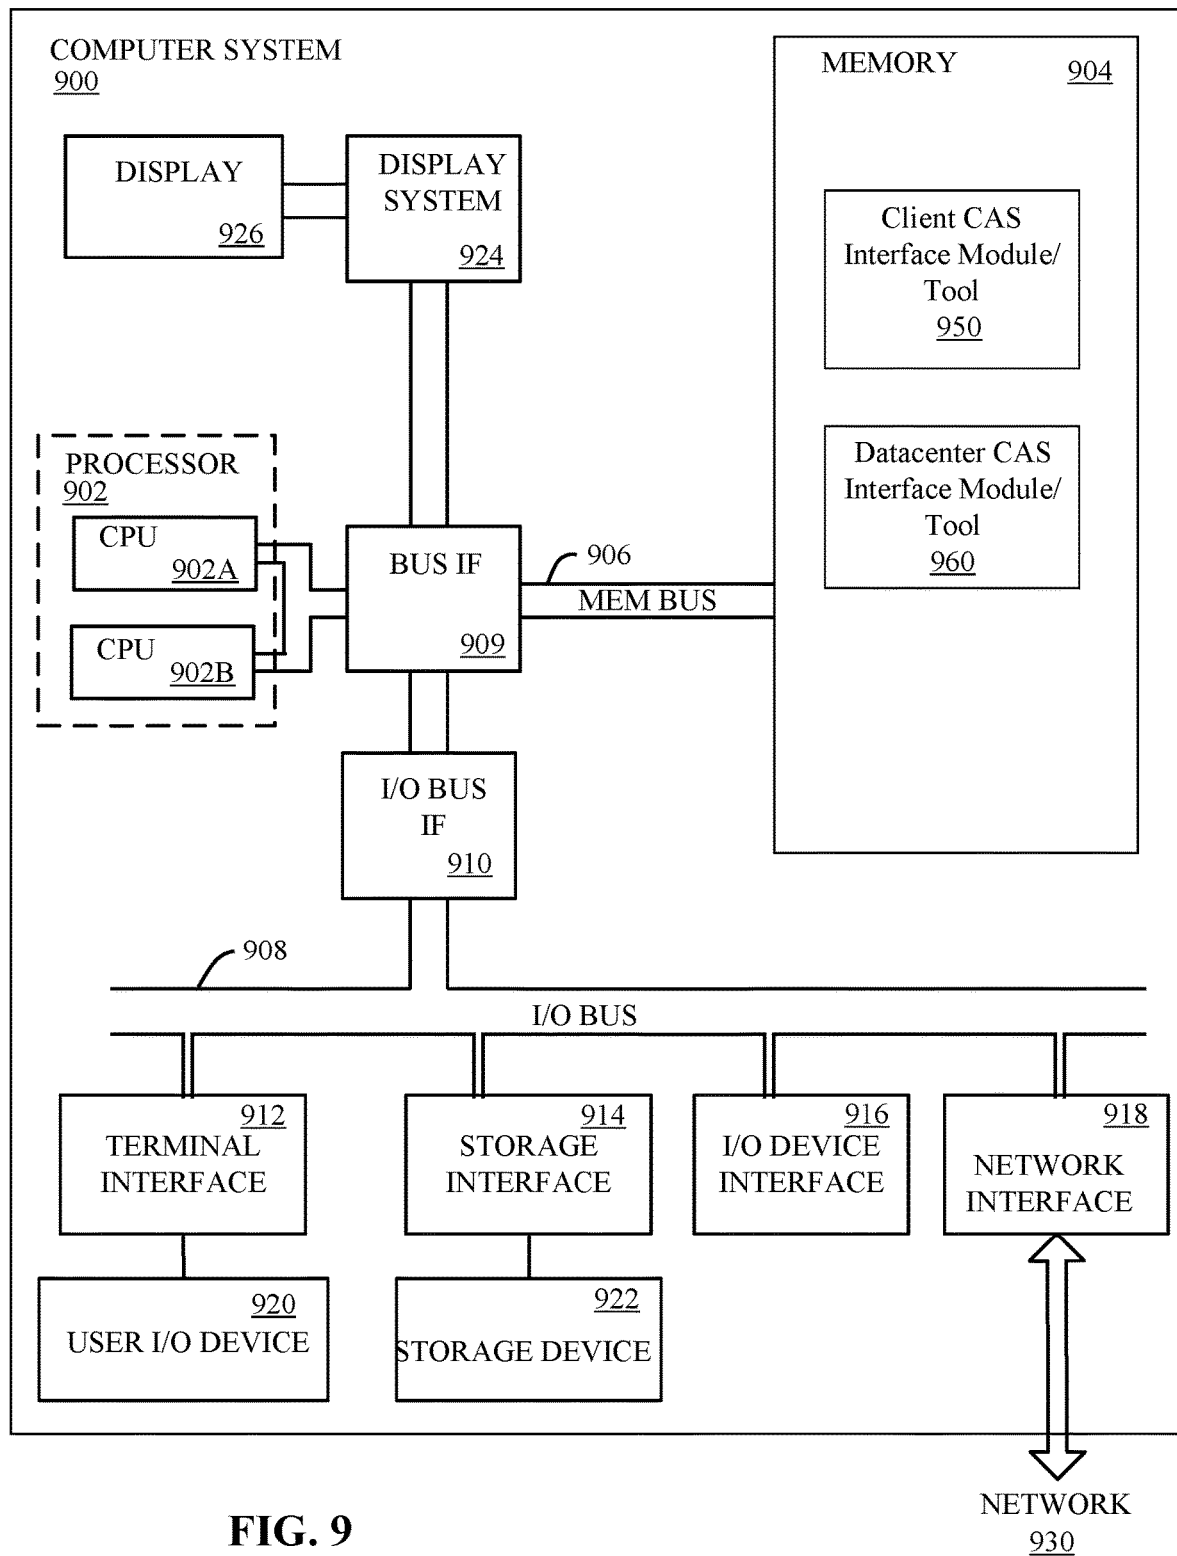 COMPUTER SYSTEM
900
MEMORY
904
DISPLAY
926
DISPLAY
SYSTEM
924
Client CAS
Interface Module/
Tool
950
Datacenter CAS
Interface Module/
Tool
960
PROCESSOR
902
CPU
902A
CPU
902B
BUS IF
909
906
MEM BUS
I/O BUS
IF
910
908
I/O BUS
912
TERMINAL
INTERFACE
914
STORAGE
INTERFACE
916
I/O DEVICE
INTERFACE
918
NETWORK
INTERFACE
920
USER I/O DEVICE
922
STORAGE DEVICE
NETWORK
930
FIG. 9